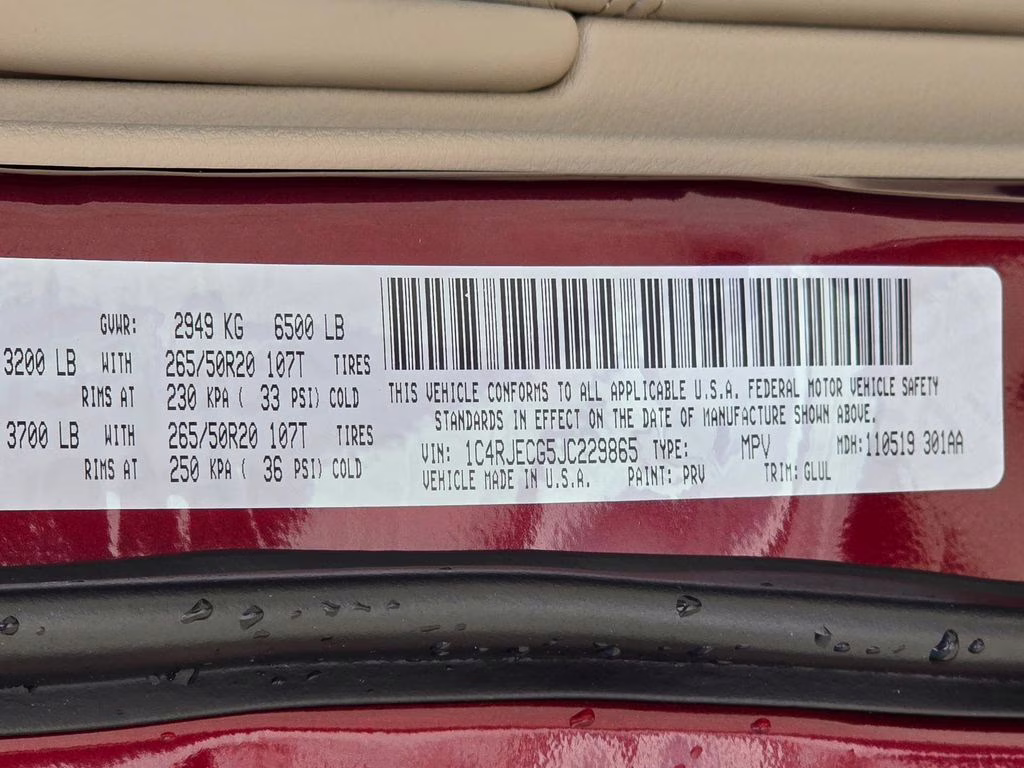 GVWR: 2949 KG 6500 LB
3200 LB WITH 265/50R20 107T TIRES
RIMS AT 230 KPA ( 33 PSI) COLD
3700 LB WITH 265/50R20 107T TIRES
RIMS AT 250 KPA ( 36 PSI) COLD
THIS VEHICLE CONFORMS TO ALL APPLICABLE U.S.A. FEDERAL MOTOR VEHICLE SAFETY
STANDARDS IN EFFECT ON THE DATE OF MANUFACTURE SHOWN ABOVE.
VIN: 1C4RJECG5JC229865 TYPE: MPV MDH: 110519 301AA
VEHICLE MADE IN U.S.A. PAINT: PRV TRIM: GLUL